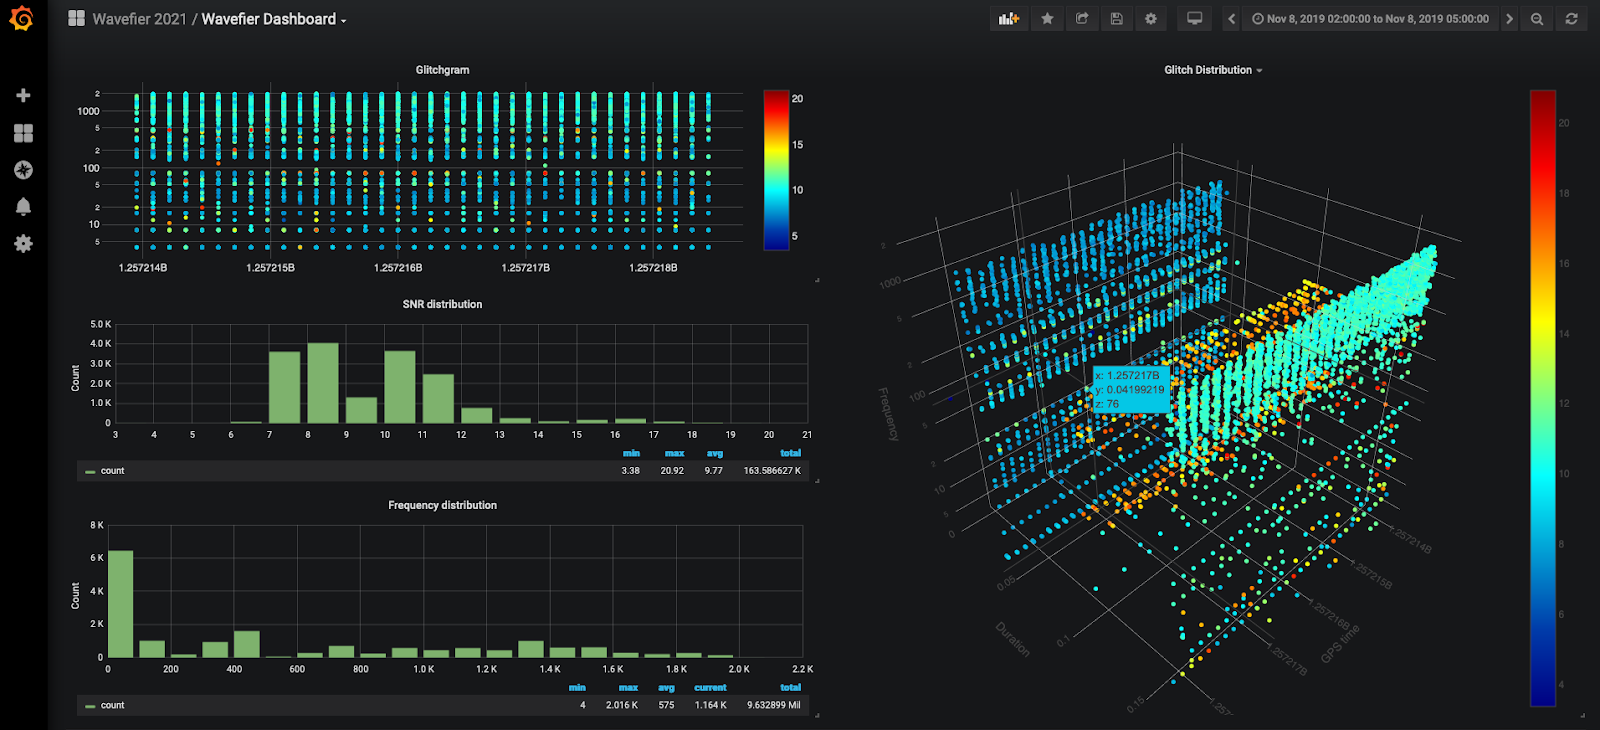 Wavefier 2021 / Wavefier Dashboard
Nov 8, 2019 02:00:00 to Nov 8, 2019 05:00:00
Glitchgram
2
1000
5
2
100
5
2
10
5
1.257214B 1.257215B 1.257216B 1.257217B 1.257218B
20
15
10
5
SNR distribution
Count
5.0 K
4.0 K
3.0 K
2.0 K
1.0 K
0
3 4 5 6 7 8 9 10 11 12 13 14 15 16 17 18 19 20 21
min max avg total
count 3.38 20.92 9.77 163.586627 K
Frequency distribution
Count
8 K
6 K
4 K
2 K
0
0 200 400 600 800 1.0 K 1.2 K 1.4 K 1.6 K 1.8 K 2.0 K 2.2 K
min max avg current total
count 4 2.016 K 575 1.164 K 9.632899 Mil
Glitch Distribution
Frequency
2
1000
5
2
100
5
2
10
5
0
x: 1.257217B
y: 0.04199219
z: 76
Duration
0.05
0.1
0.15
GPS time
1.257214B
1.257215B
1.257216B
1.257217B
20
18
16
14
12
10
8
6
4